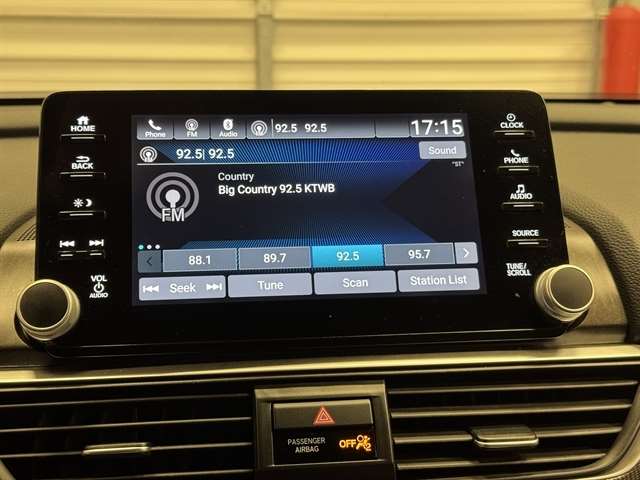 HOME
BACK
VOL
AUDIO
Phone FM Audio 92.5 92.5 17:15
92.5| 92.5 Sound
"ST"
FM
Country
Big Country 92.5 KTWB
88.1 89.7 92.5 95.7
Seek Tune Scan Station List
CLOCK
PHONE
AUDIO
SOURCE
TUNE/
SCROLL
PASSENGER
AIRBAG
OFF